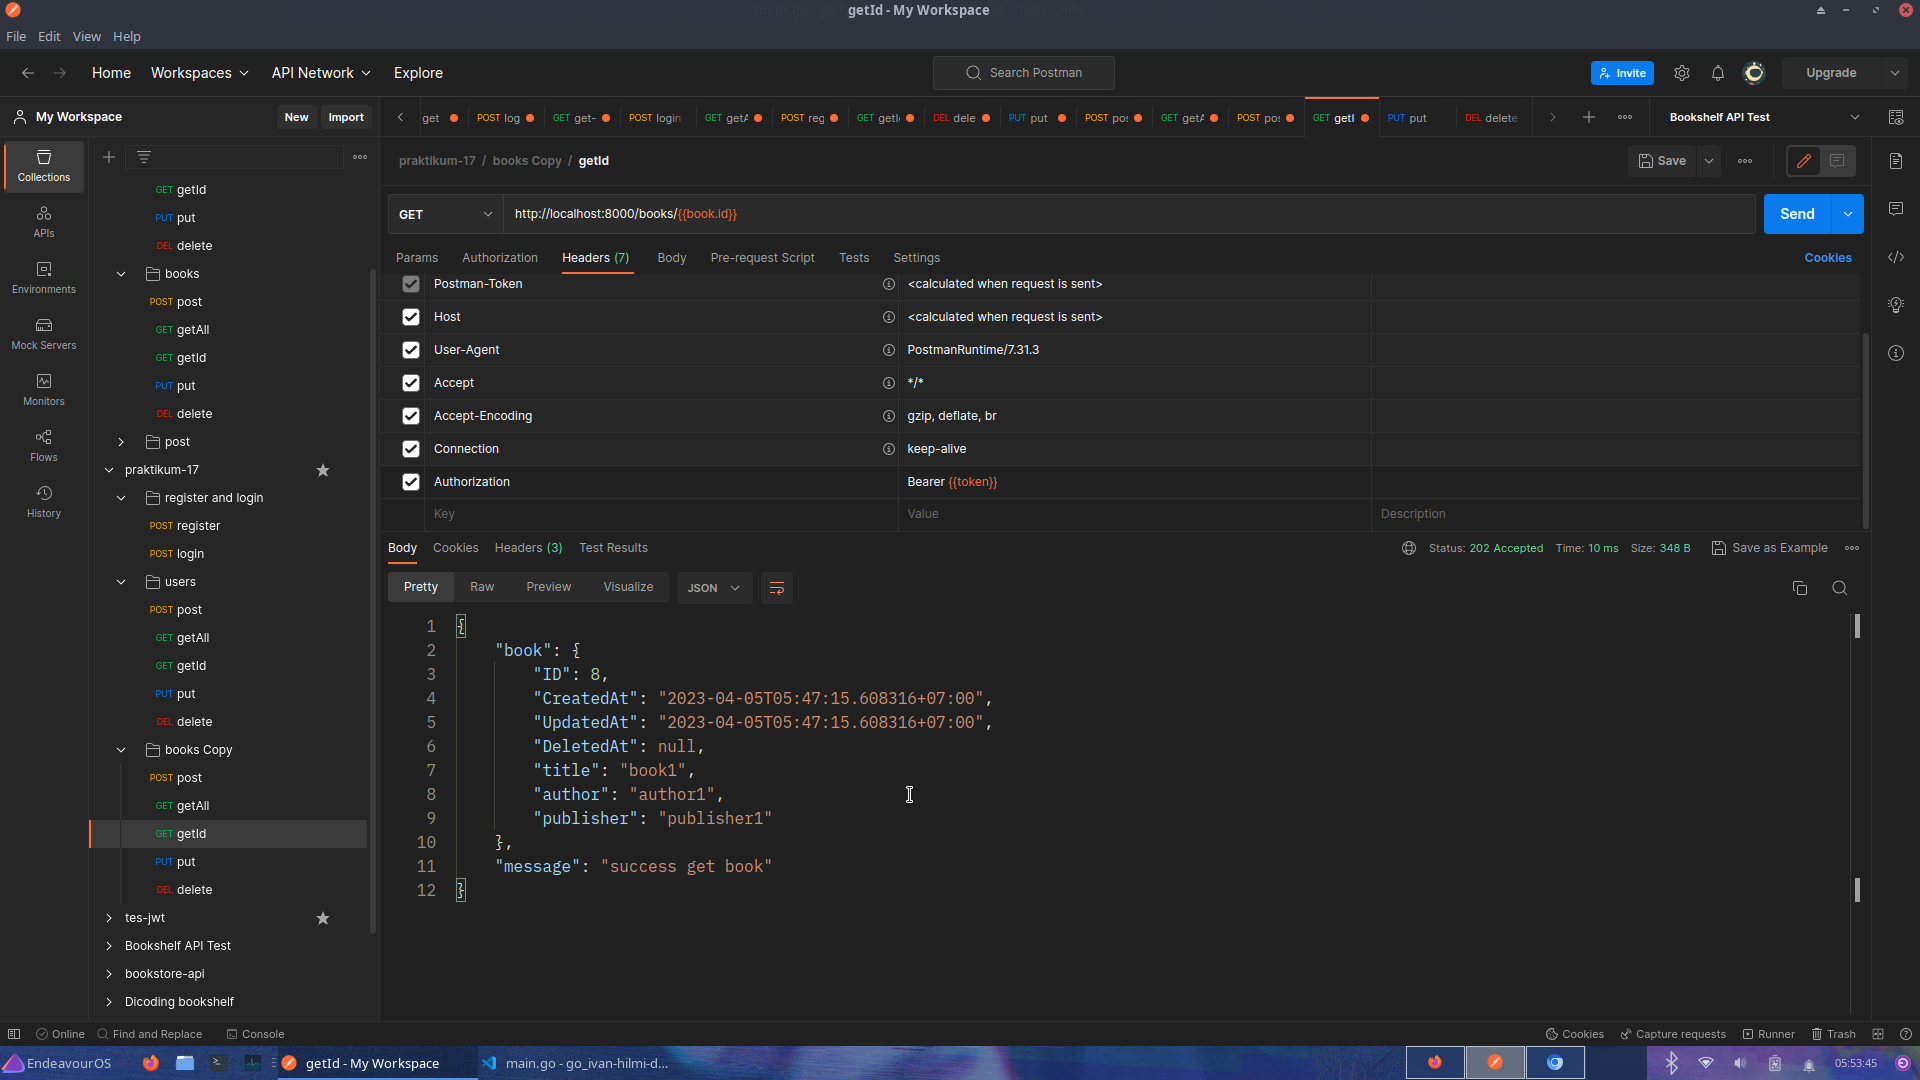 getId - My Workspace
File Edit View Help
Home Workspaces API Network Explore
Search Postman
Invite
Upgrade
My Workspace
New Import
get POST log GET get- POST login GET getA POST reg GET getI DEL dele PUT put POST pos GET getA POST pos GET getI PUT put DEL delete
Bookshelf API Test
Collections
APIs
Environments
Mock Servers
Monitors
Flows
History
GET getId
PUT put
DEL delete
books
POST post
GET getAll
GET getId
PUT put
DEL delete
post
praktikum-17
register and login
POST register
POST login
users
POST post
GET getAll
GET getId
PUT put
DEL delete
books Copy
POST post
GET getAll
GET getId
PUT put
DEL delete
tes-jwt
Bookshelf API Test
bookstore-api
Dicoding bookshelf
praktikum-17 / books Copy / getId
Save
GET http://localhost:8000/books/{{book.id}}
Send
Params Authorization Headers (7) Body Pre-request Script Tests Settings
Cookies
Postman-Token <calculated when request is sent>
Host <calculated when request is sent>
User-Agent PostmanRuntime/7.31.3
Accept */*
Accept-Encoding gzip, deflate, br
Connection keep-alive
Authorization Bearer {{token}}
Key Value Description
Body Cookies Headers (3) Test Results
Status: 202 Accepted Time: 10 ms Size: 348 B Save as Example
Pretty Raw Preview Visualize JSON
1 {
2 "book": {
3 "ID": 8,
4 "CreatedAt": "2023-04-05T05:47:15.608316+07:00",
5 "UpdatedAt": "2023-04-05T05:47:15.608316+07:00",
6 "DeletedAt": null,
7 "title": "book1",
8 "author": "author1",
9 "publisher": "publisher1"
10 },
11 "message": "success get book"
12 }
Online Find and Replace Console
Cookies Capture requests Runner Trash
EndeavourOS
getId - My Workspace
main.go - go_ivan-hilmi-d...
05:53:45